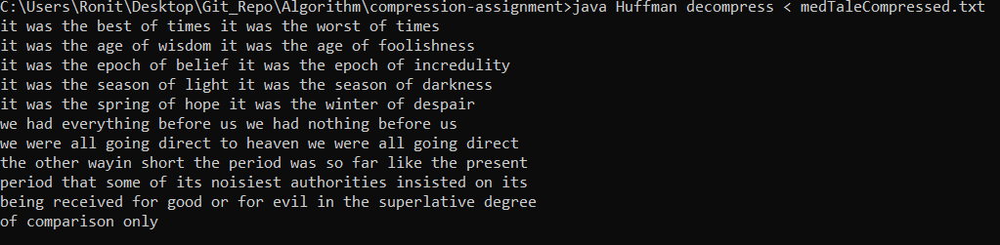 C:\Users\Ronit\Desktop\Git_Repo\Algorithm\compression-assignment>java Huffman decompress < medTaleCompressed.txt
it was the best of times it was the worst of times
it was the age of wisdom it was the age of foolishness
it was the epoch of belief it was the epoch of incredulity
it was the season of light it was the season of darkness
it was the spring of hope it was the winter of despair
we had everything before us we had nothing before us
we were all going direct to heaven we were all going direct
the other wayin short the period was so far like the present
period that some of its noisiest authorities insisted on its
being received for good or for evil in the superlative degree
of comparison only